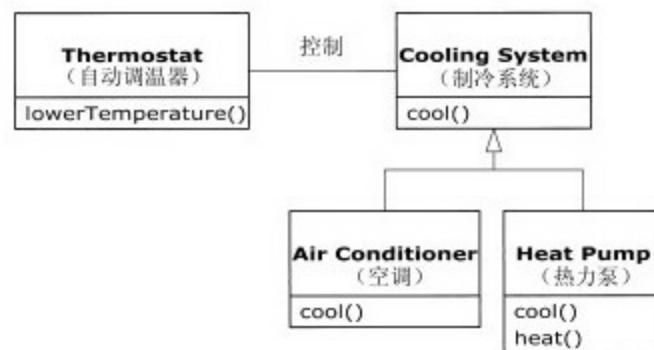 Thermostat
（自动调温器）
lowerTemperature()
控制
Cooling System
（制冷系统）
cool()
Air Conditioner
（空调）
cool()
Heat Pump
（热力泵）
cool()
heat()